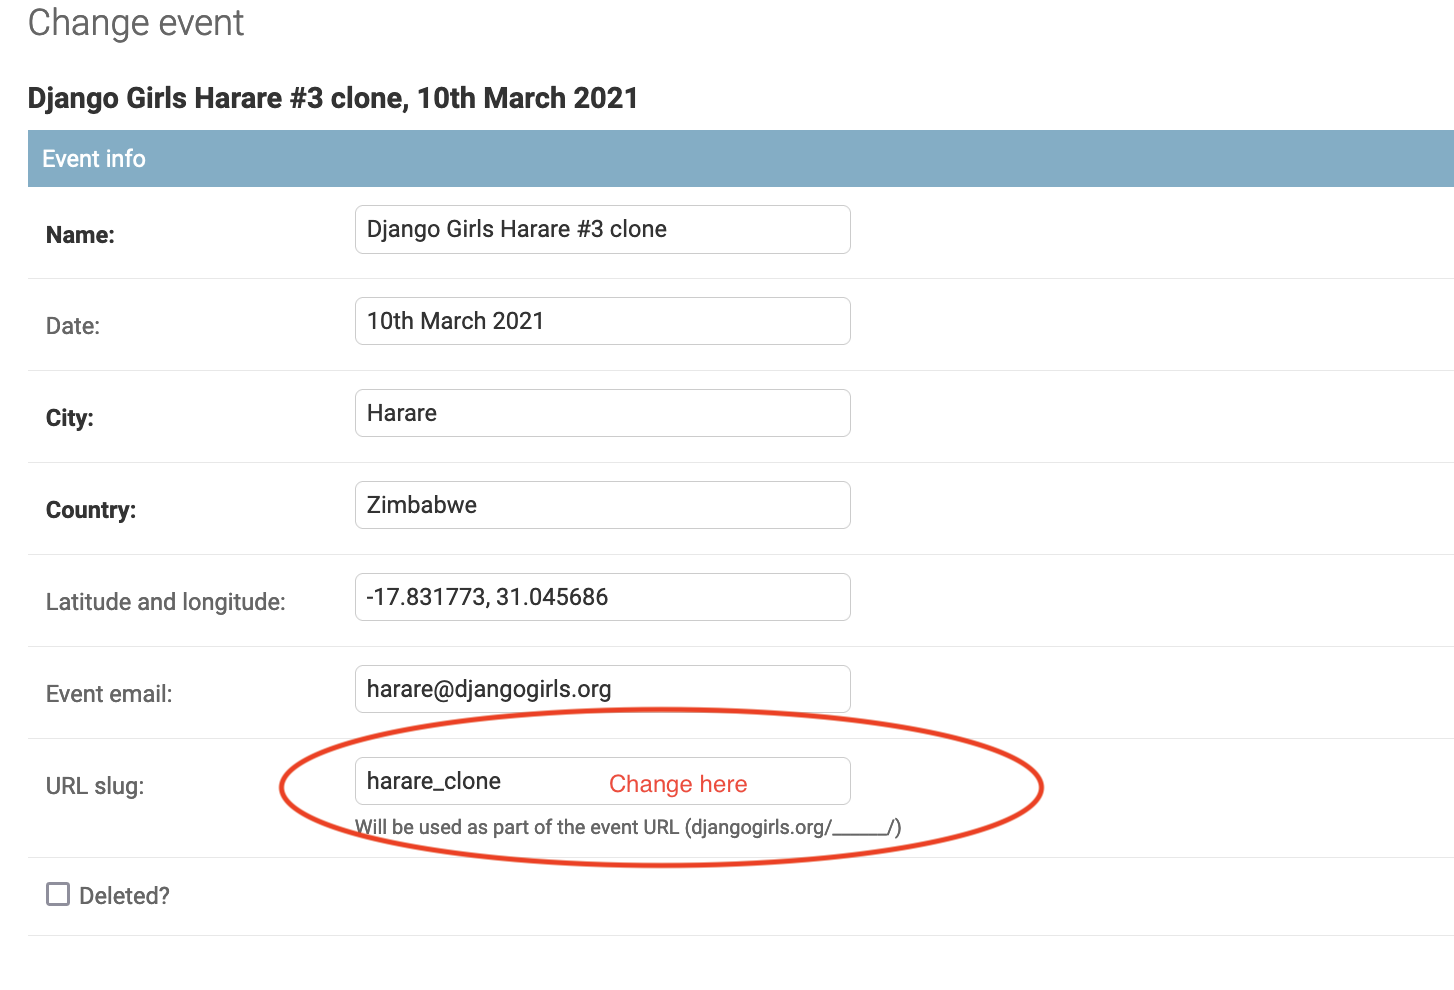 Change event
Django Girls Harare #3 clone, 10th March 2021
Event info
Name: Django Girls Harare #3 clone
Date: 10th March 2021
City: Harare
Country: Zimbabwe
Latitude and longitude: -17.831773, 31.045686
Event email: harare@djangogirls.org
URL slug: harare_clone Change here
Will be used as part of the event URL (djangogirls.org/______/)
Deleted?